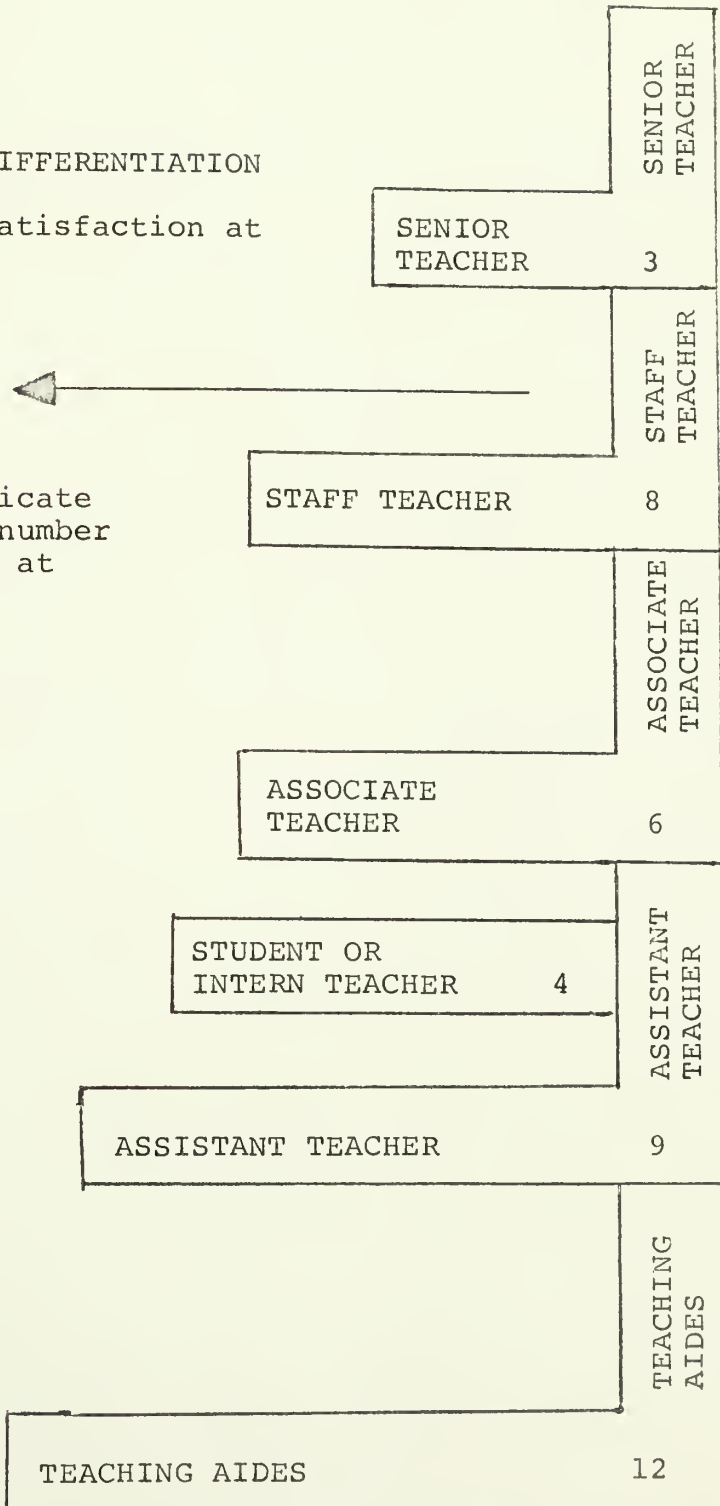 SENIOR
TEACHER
IFFERENTIATION
atisfaction at
SENIOR
TEACHER 3
STAFF
TEACHER
icate
number
at
STAFF TEACHER 8
ASSOCIATE
TEACHER
ASSOCIATE
TEACHER 6
ASSISTANT
TEACHER
STUDENT OR
INTERN TEACHER 4
ASSISTANT TEACHER 9
TEACHING
AIDES
TEACHING AIDES 12